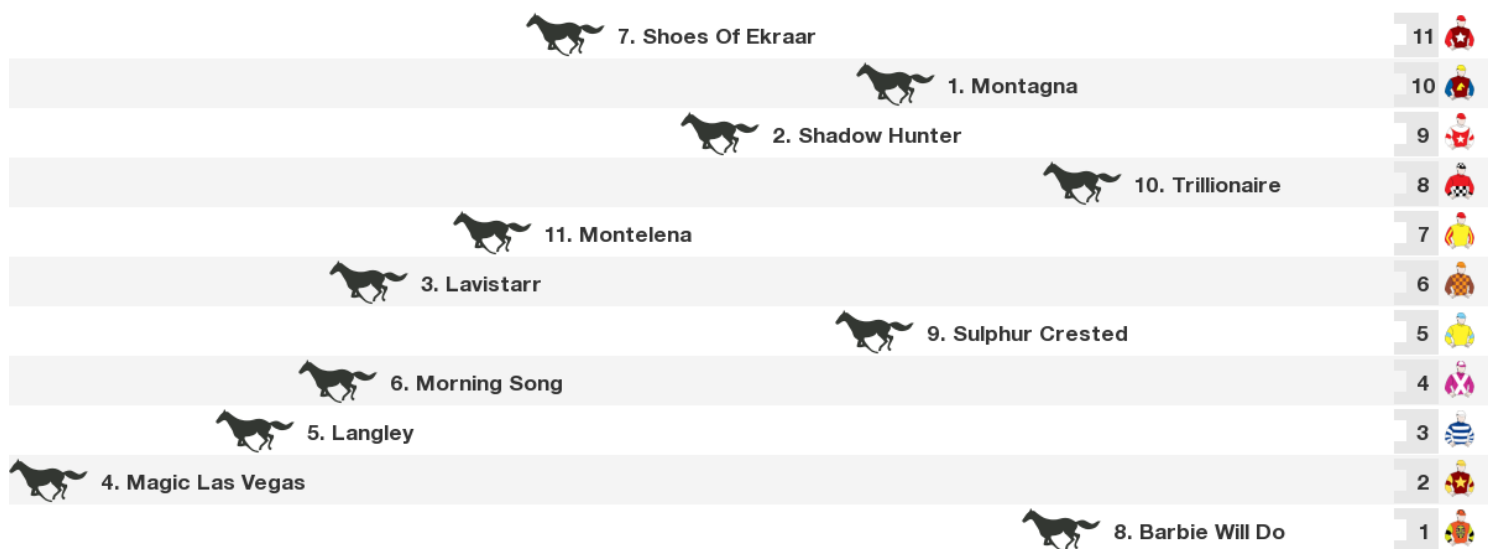 7. Shoes Of Ekraar 11
1. Montagna 10
2. Shadow Hunter 9
10. Trillionaire 8
11. Montelena 7
3. Lavistarr 6
9. Sulphur Crested 5
6. Morning Song 4
5. Langley 3
4. Magic Las Vegas 2
8. Barbie Will Do 1